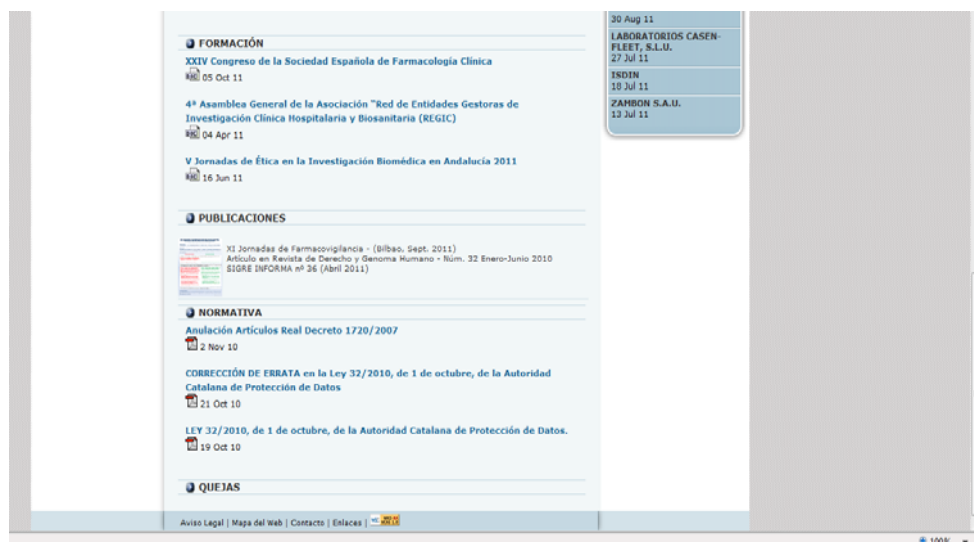 FORMACIÓN
XXIV Congreso de la Sociedad Española de Farmacología Clínica
05 Oct 11
4ª Asamblea General de la Asociación "Red de Entidades Gestoras de
Investigación Clínica Hospitalaria y Biosanitaria (REGIC)
04 Apr 11
V Jornadas de Ética en la Investigación Biomédica en Andalucía 2011
16 Jun 11
PUBLICACIONES
XI Jornadas de Farmacovigilancia - (Bilbao, Sept. 2011)
Artículo en Revista de Derecho y Genoma Humano - Núm. 32 Enero-Junio 2010
SIGRE INFORMA nº 36 (Abril 2011)
NORMATIVA
Anulación Artículos Real Decreto 1720/2007
2 Nov 10
CORRECCIÓN DE ERRATA en la Ley 32/2010, de 1 de octubre, de la Autoridad
Catalana de Protección de Datos
21 Oct 10
LEY 32/2010, de 1 de octubre, de la Autoridad Catalana de Protección de Datos.
19 Oct 10
QUEJAS
30 Aug 11
LABORATORIOS CASEN-
FLEET, S.L.U.
27 Jul 11
ISDIN
18 Jul 11
ZAMBON S.A.U.
13 Jul 11
Aviso Legal | Mapa del Web | Contacto | Enlaces |
100%